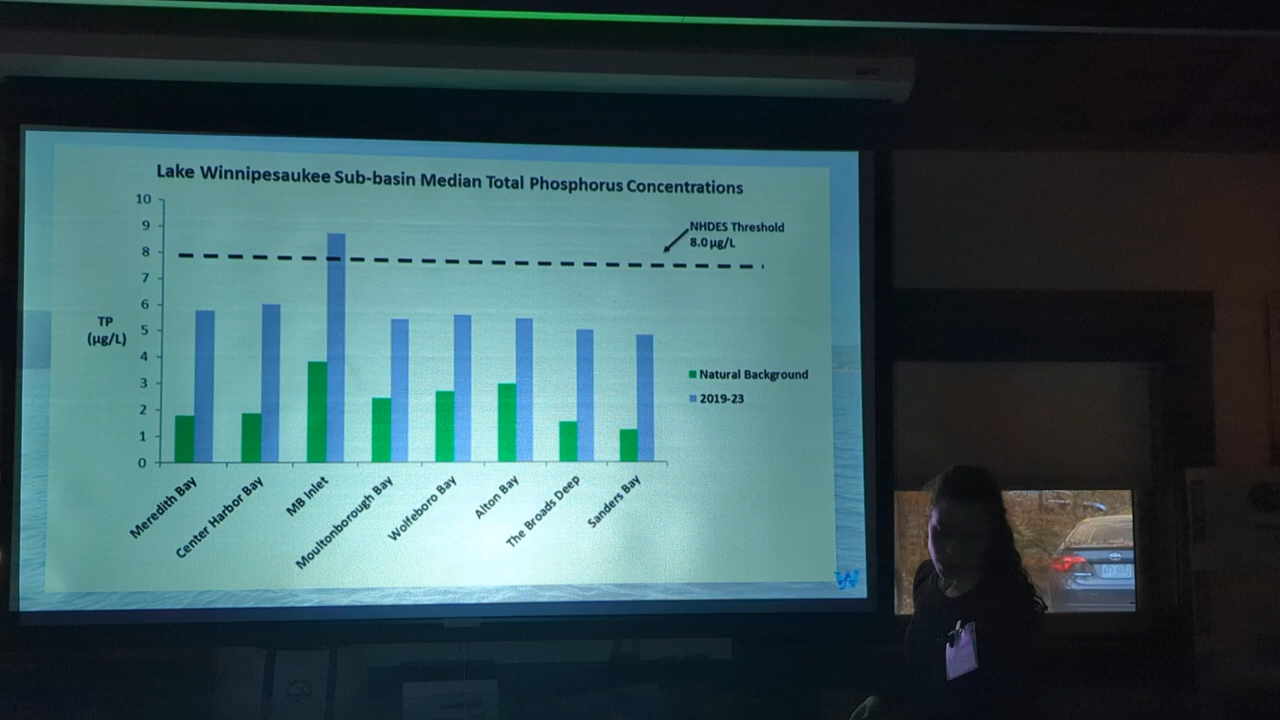 Lake Winnipesaukee Sub-basin Median Total Phosphorus Concentrations
10
9
8
7
6
5
4
3
2
1
0
TP
(µg/L)
NHDES Threshold
8.0 µg/L
Natural Background
2019-23
Meredith Bay
Center Harbor Bay
MB Inlet
Moultonborough Bay
Wolfeboro Bay
Alton Bay
The Broads Deep
Sanders Bay
W